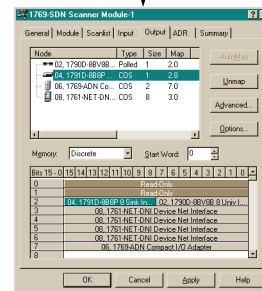 1769-SDN Scanner Module-1
General Module Scanlist Input Output ADR Summary
Node Type Size Map
02, 1790D-8BV8B... Polled 1 2.0
04, 1791D-8B8P ... COS 1 2.8
06, 1769-ADN Co... COS 2 7.0
08, 1761-NET-DN... COS 8 3.0
AutoMap
Unmap
Advanced...
Options...
Memory: Discrete Start Word: 0
Bits 15 - 0 15 14 13 12 11 10 9 8 7 6 5 4 3 2 1 0
0 Read-Only
1 Read-Only
2 04, 1791D-8B8P 8 Sink In... 02, 1790D-8BV8B 8 Univ I...
3 08, 1761-NET-DNI Device Net Interface
4 08, 1761-NET-DNI Device Net Interface
5 08, 1761-NET-DNI Device Net Interface
6 08, 1761-NET-DNI Device Net Interface
7 06, 1769-ADN Compact I/O Adapter
8
OK Cancel Apply Help